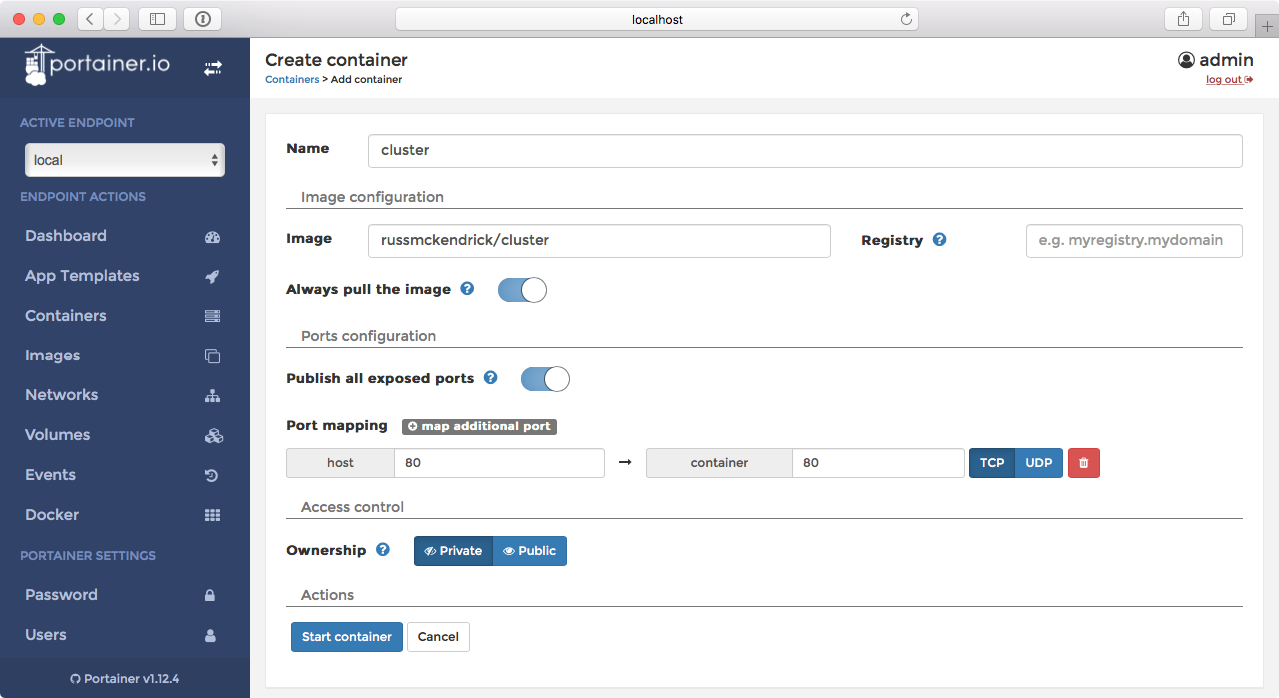 localhost
portainer.io
ACTIVE ENDPOINT
local
ENDPOINT ACTIONS
Dashboard
App Templates
Containers
Images
Networks
Volumes
Events
Docker
PORTAINER SETTINGS
Password
Users
Portainer v1.12.4
Create container
Containers > Add container
admin
log out
Name cluster
Image configuration
Image russmckendrick/cluster Registry ? e.g. myregistry.mydomain
Always pull the image ?
Ports configuration
Publish all exposed ports ?
Port mapping map additional port
host 80 → container 80 TCP UDP
Access control
Ownership ? Private Public
Actions
Start container Cancel